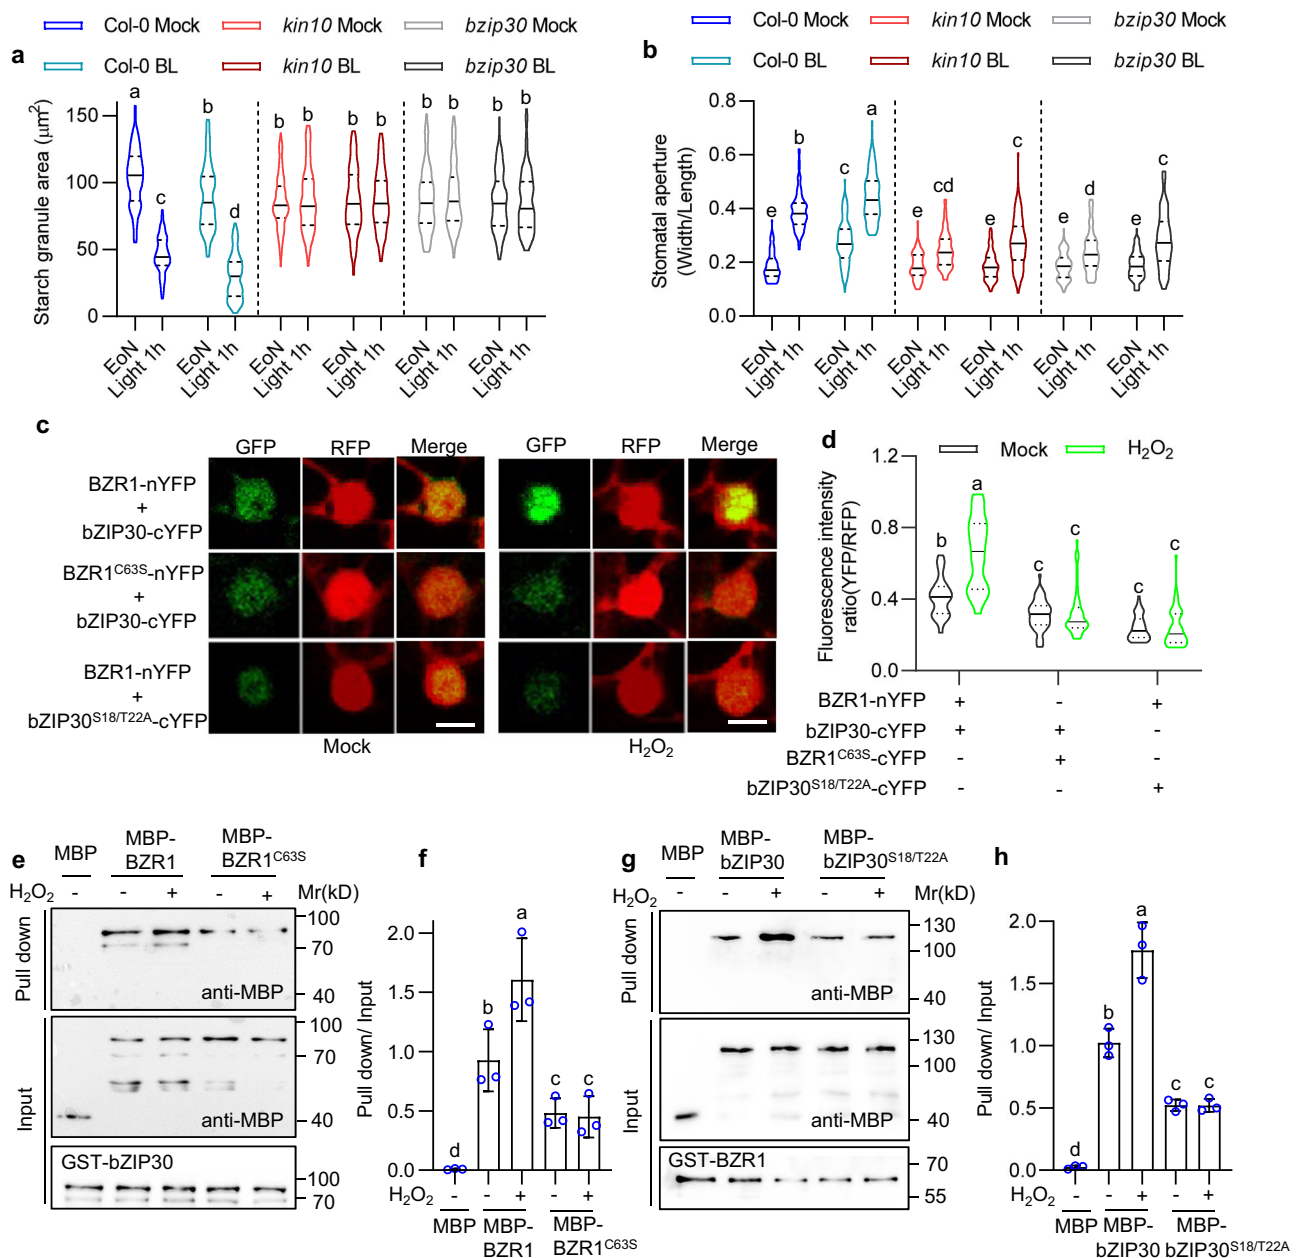 a
Col-0 Mock kin10 Mock bzip30 Mock
Col-0 BL kin10 BL bzip30 BL
Starch granule area (μm²)
150
100
50
0
a c b d b b b b b b b b
EoN Light 1h EoN Light 1h EoN Light 1h EoN Light 1h EoN Light 1h EoN Light 1h
b
Col-0 Mock kin10 Mock bzip30 Mock
Col-0 BL kin10 BL bzip30 BL
Stomatal aperture
(Width/Length)
0.8
0.6
0.4
0.2
0.0
e b c a e cd e c e d e c
EoN Light 1h EoN Light 1h EoN Light 1h EoN Light 1h EoN Light 1h EoN Light 1h
c
GFP RFP Merge GFP RFP Merge
BZR1-nYFP
+
bZIP30-cYFP
BZR1C63S-nYFP
+
bZIP30-cYFP
BZR1-nYFP
+
bZIP30S18/T22A-cYFP
Mock H₂O₂
d
Mock H₂O₂
Fluorescence intensity
ratio(YFP/RFP)
1.2
0.8
0.4
0.0
b a c c c c
BZR1-nYFP + - +
bZIP30-cYFP + + -
BZR1C63S-cYFP - + -
bZIP30S18/T22A-cYFP - - +
e
MBP MBP-BZR1 MBP-BZR1C63S
H₂O₂ - - + - + Mr(kD)
Pull down
anti-MBP
100
70
40
Input
anti-MBP
100
70
40
GST-bZIP30
100
70
f
Pull down/ Input
2.0
1.5
1.0
0.5
0.0
d b a c c
H₂O₂ - - + - +
MBP MBP-BZR1 MBP-BZR1C63S
g
MBP MBP-bZIP30 MBP-bZIP30S18/T22A
H₂O₂ - - + - + Mr(kD)
Pull down
anti-MBP
130
100
40
Input
anti-MBP
130
100
40
GST-BZR1
70
55
h
Pull down/ Input
2.0
1.5
1.0
0.5
0.0
d b a c c
H₂O₂ - - + - +
MBP MBP-bZIP30 MBP-bZIP30S18/T22A